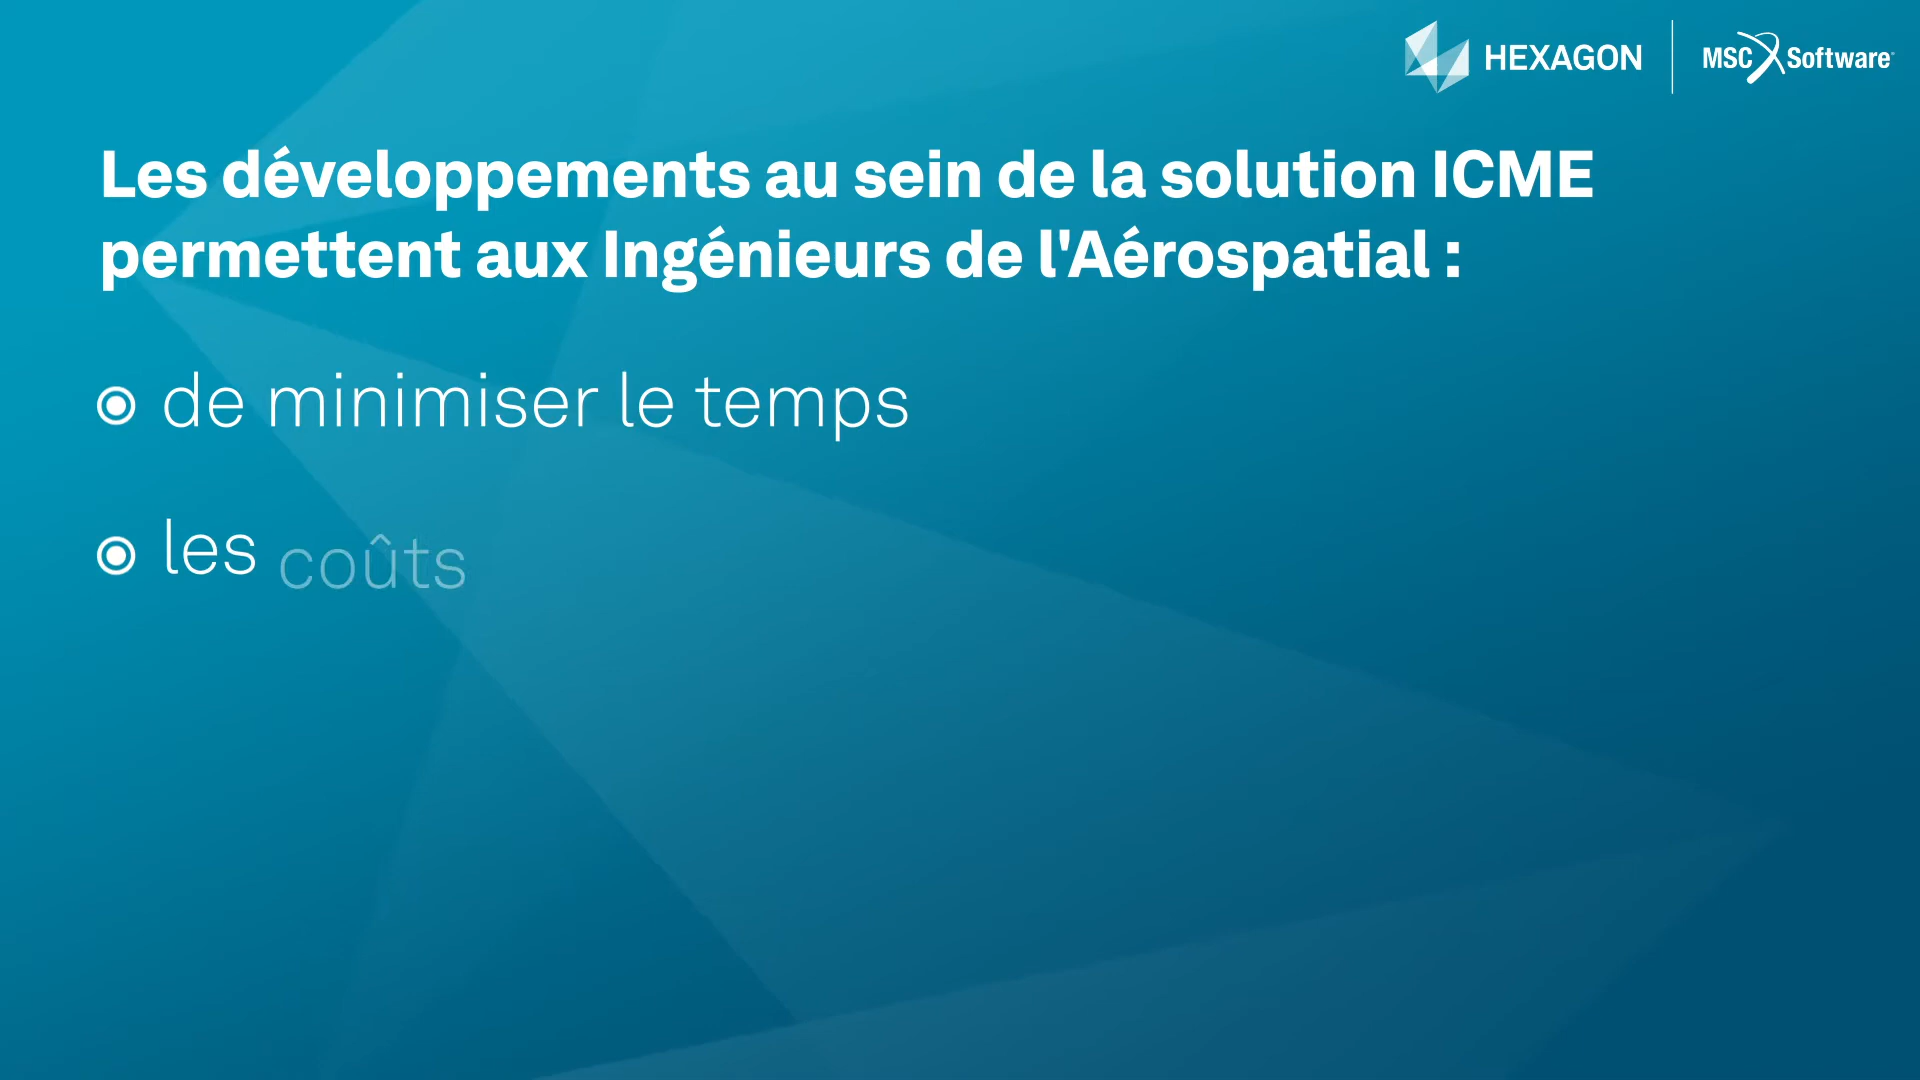 HEXAGON
MSC Software
Les développements au sein de la solution ICME
permettent aux Ingénieurs de l'Aérospatial :
de minimiser le temps
les coûts